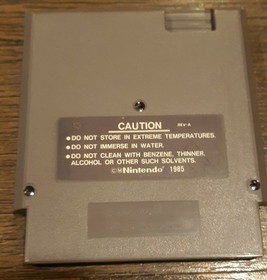 CAUTION REV-A
• DO NOT STORE IN EXTREME TEMPERATURES.
• DO NOT IMMERSE IN WATER.
• DO NOT CLEAN WITH BENZENE, THINNER,
ALCOHOL OR OTHER SUCH SOLVENTS.
©Nintendo® 1985